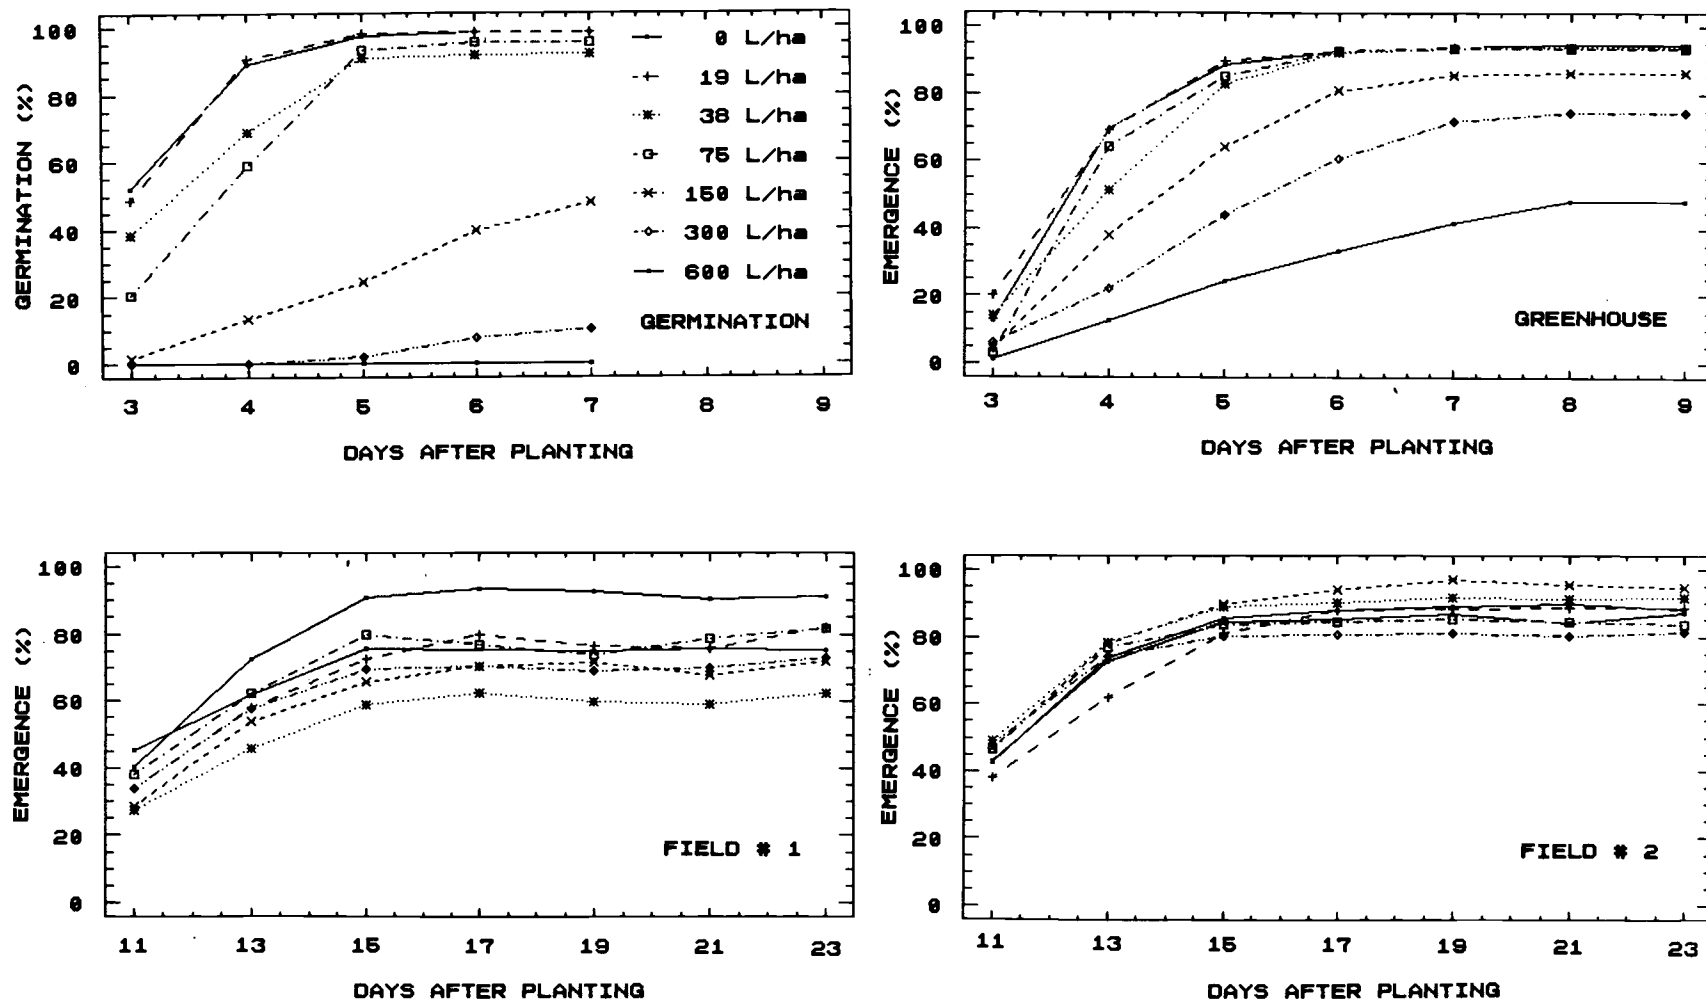 100
80
60
40
20
0
GERMINATION (%)
0 L/ha
19 L/ha
38 L/ha
75 L/ha
150 L/ha
300 L/ha
600 L/ha
GERMINATION
3 4 5 6 7 8 9
DAYS AFTER PLANTING
100
80
60
40
20
0
EMERGENCE (%)
GREENHOUSE
3 4 5 6 7 8 9
DAYS AFTER PLANTING
100
80
60
40
20
0
EMERGENCE (%)
FIELD # 1
11 13 15 17 19 21 23
DAYS AFTER PLANTING
100
80
60
40
20
0
EMERGENCE (%)
FIELD # 2
11 13 15 17 19 21 23
DAYS AFTER PLANTING